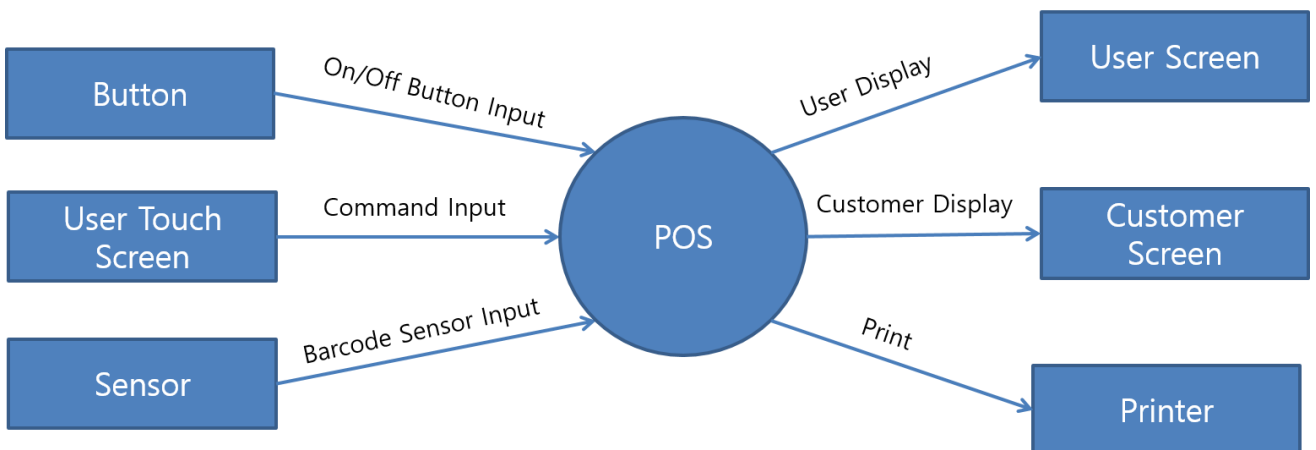 Button
On/Off Button Input
User Touch
Screen
Command Input
Sensor
Barcode Sensor Input
POS
User Display
User Screen
Customer Display
Customer
Screen
Print
Printer